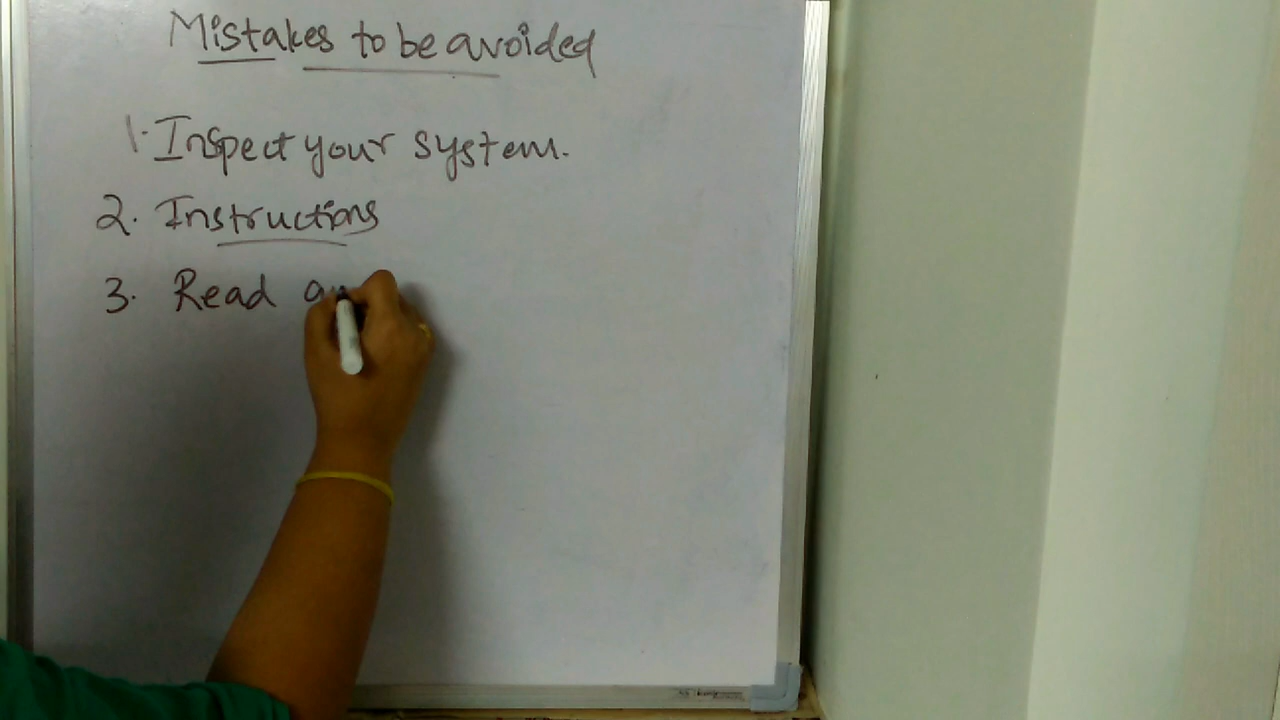 Mistakes to be avoided
1. Inspect your system.
2. Instructions
3. Read